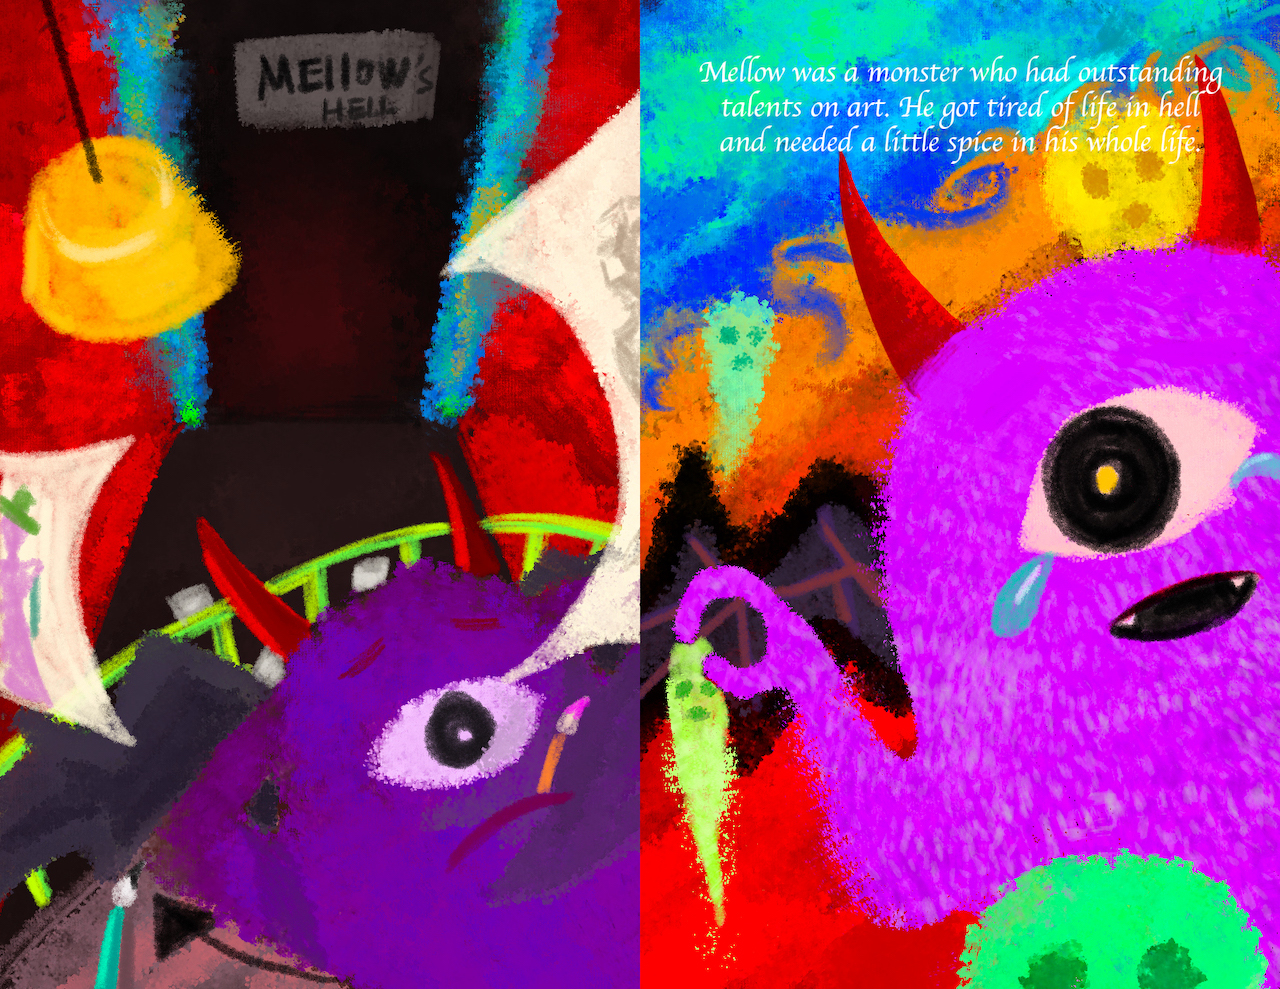 MEllOW's
HELL
Mellow was a monster who had outstanding
talents on art. He got tired of life in hell
and needed a little spice in his whole life.